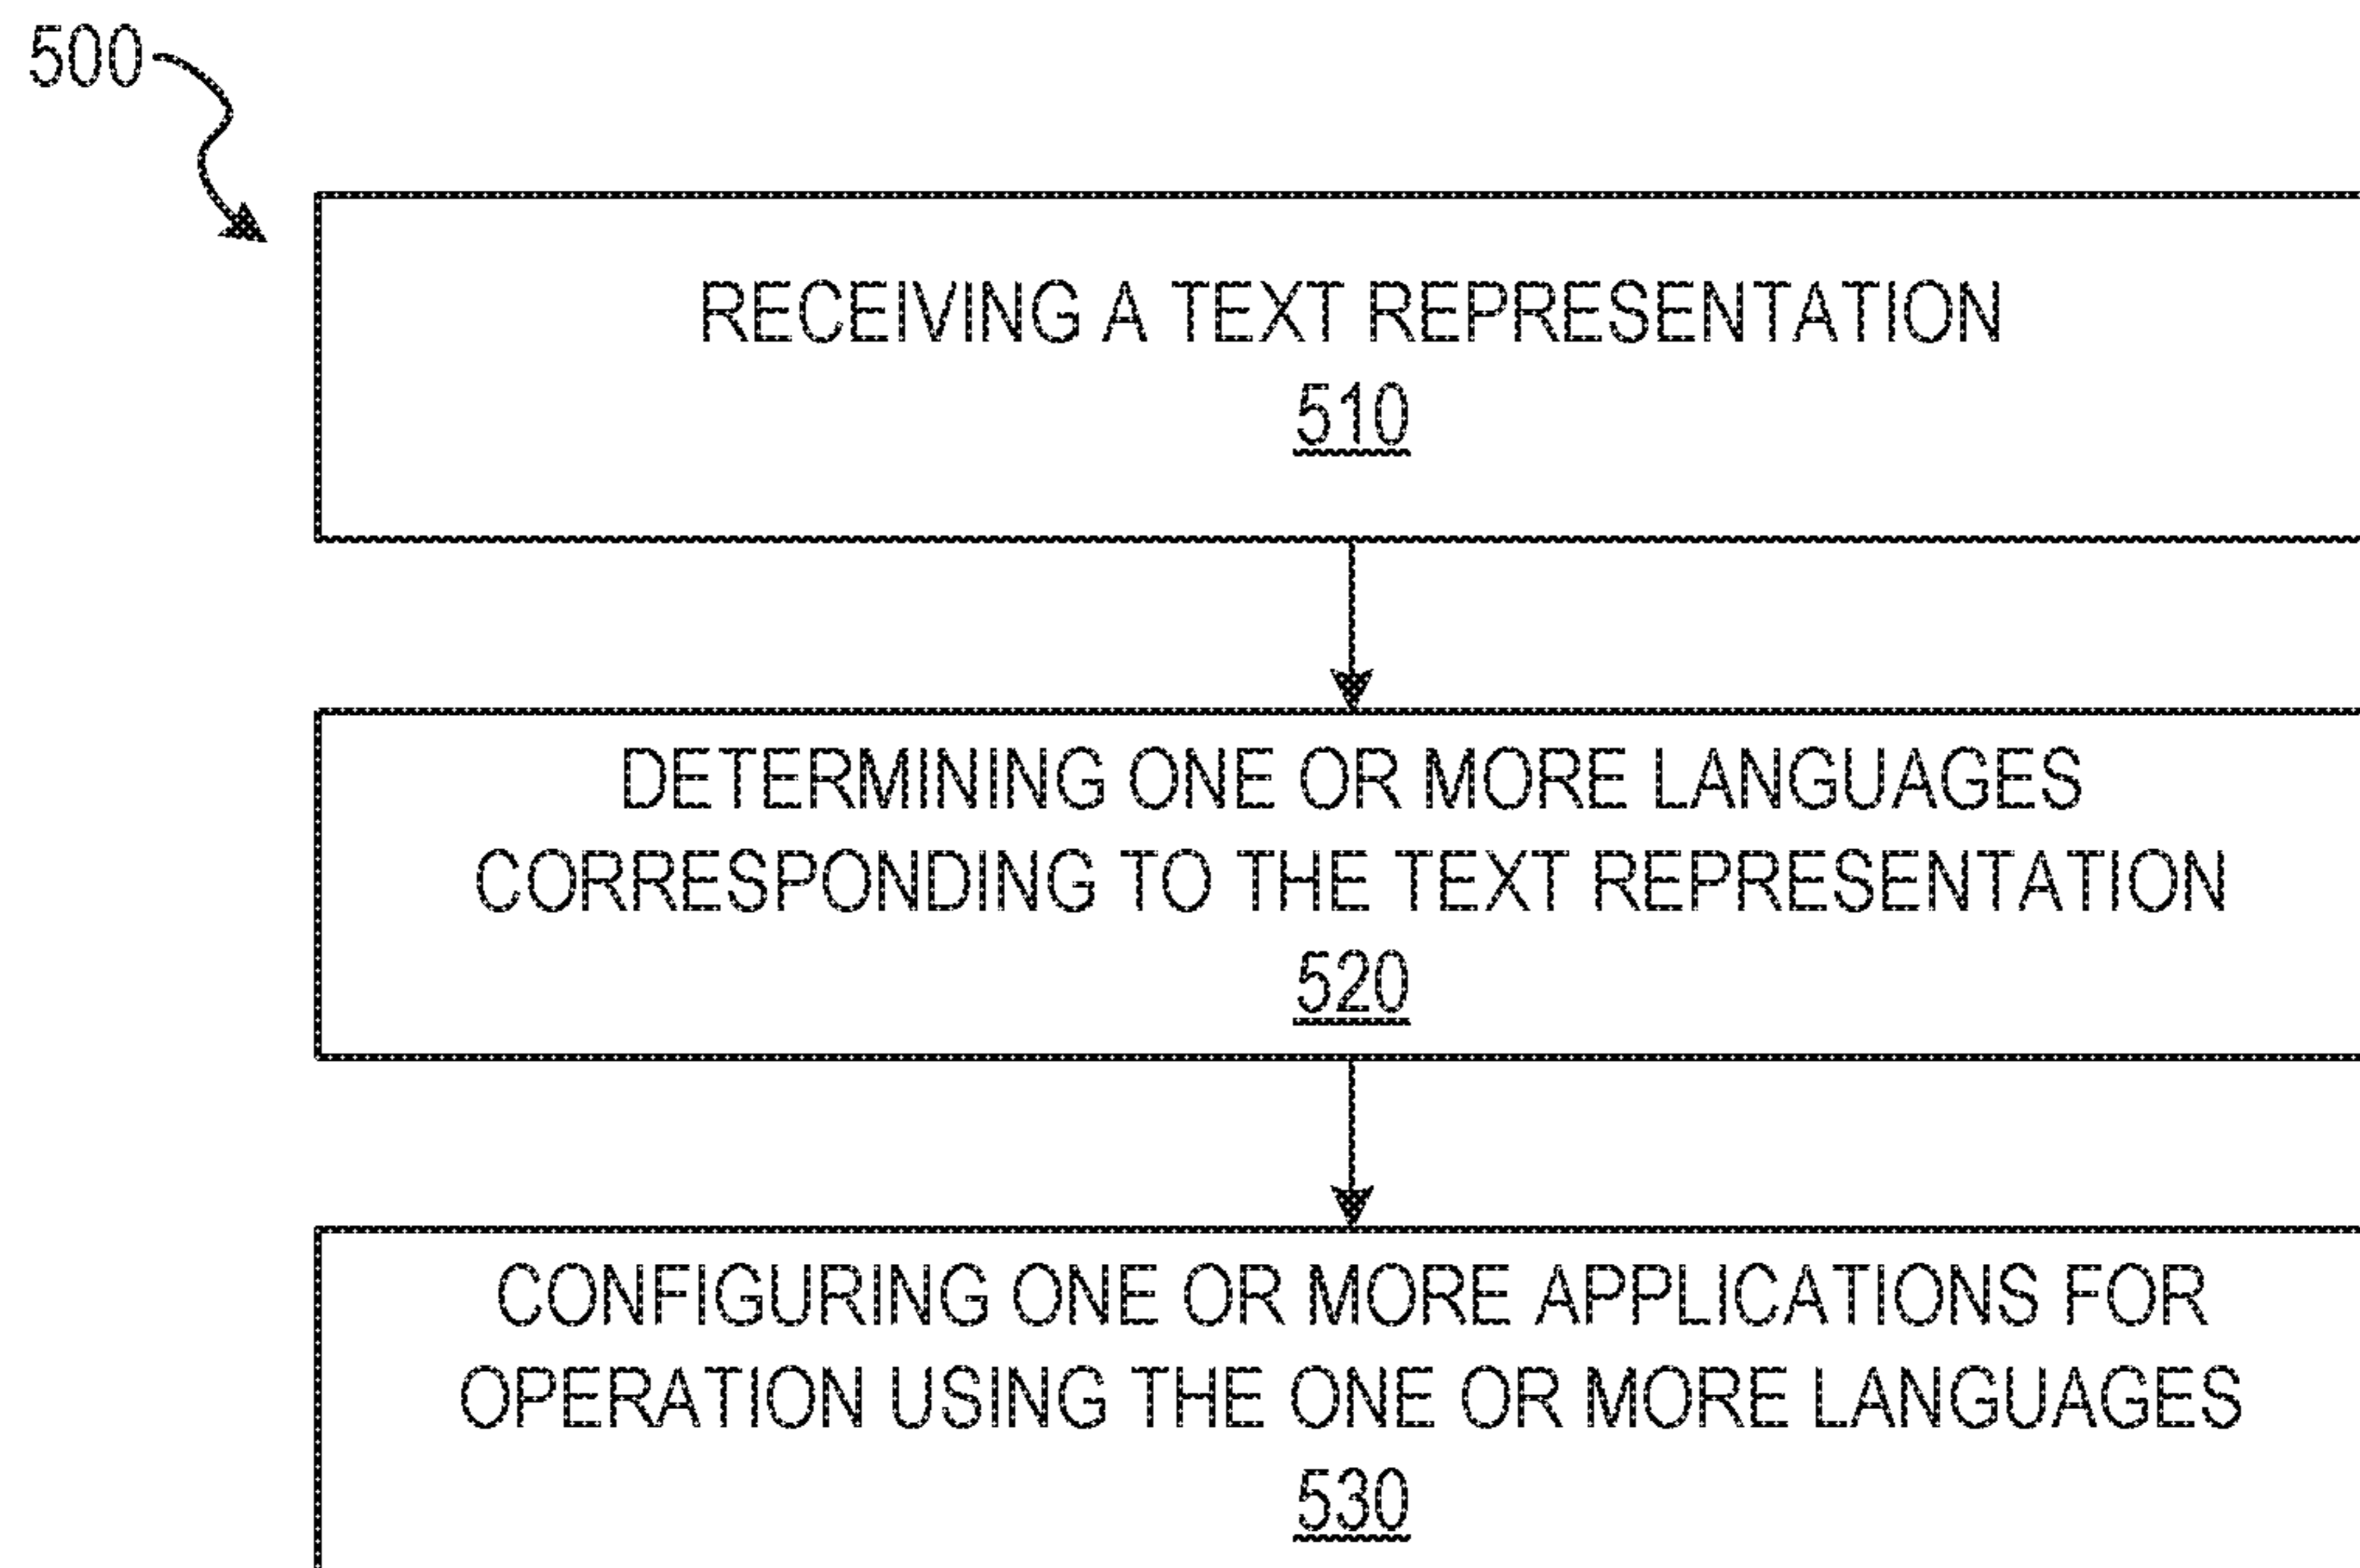 500
RECEIVING A TEXT REPRESENTATION
510
DETERMINING ONE OR MORE LANGUAGES
CORRESPONDING TO THE TEXT REPRESENTATION
520
CONFIGURING ONE OR MORE APPLICATIONS FOR
OPERATION USING THE ONE OR MORE LANGUAGES
530